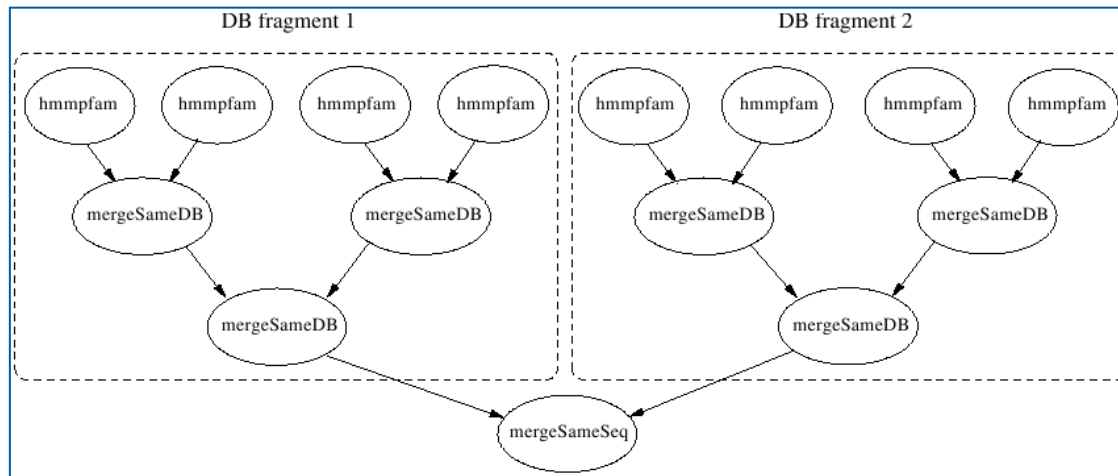 DB fragment 1
DB fragment 2
hmmpfam
hmmpfam
hmmpfam
hmmpfam
hmmpfam
hmmpfam
hmmpfam
hmmpfam
mergeSameDB
mergeSameDB
mergeSameDB
mergeSameDB
mergeSameDB
mergeSameDB
mergeSameSeq